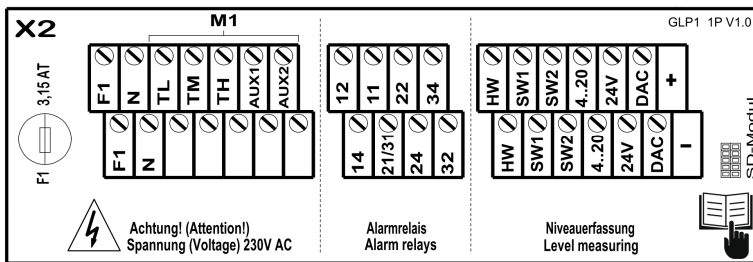 X2
M1
GLP1 1P V1.0
3,15 AT
F1
F1 N TL TM TH AUX1 AUX2
F1 N
12 11 22 34
14 21/31 24 32
HW SW1 SW2 4..20 24V DAC +
HW SW1 SW2 4..20 24V DAC -
SD-Modul
Achtung! (Attention!)
Spannung (Voltage) 230V AC
Alarmrelais
Alarm relays
Niveauerfassung
Level measuring